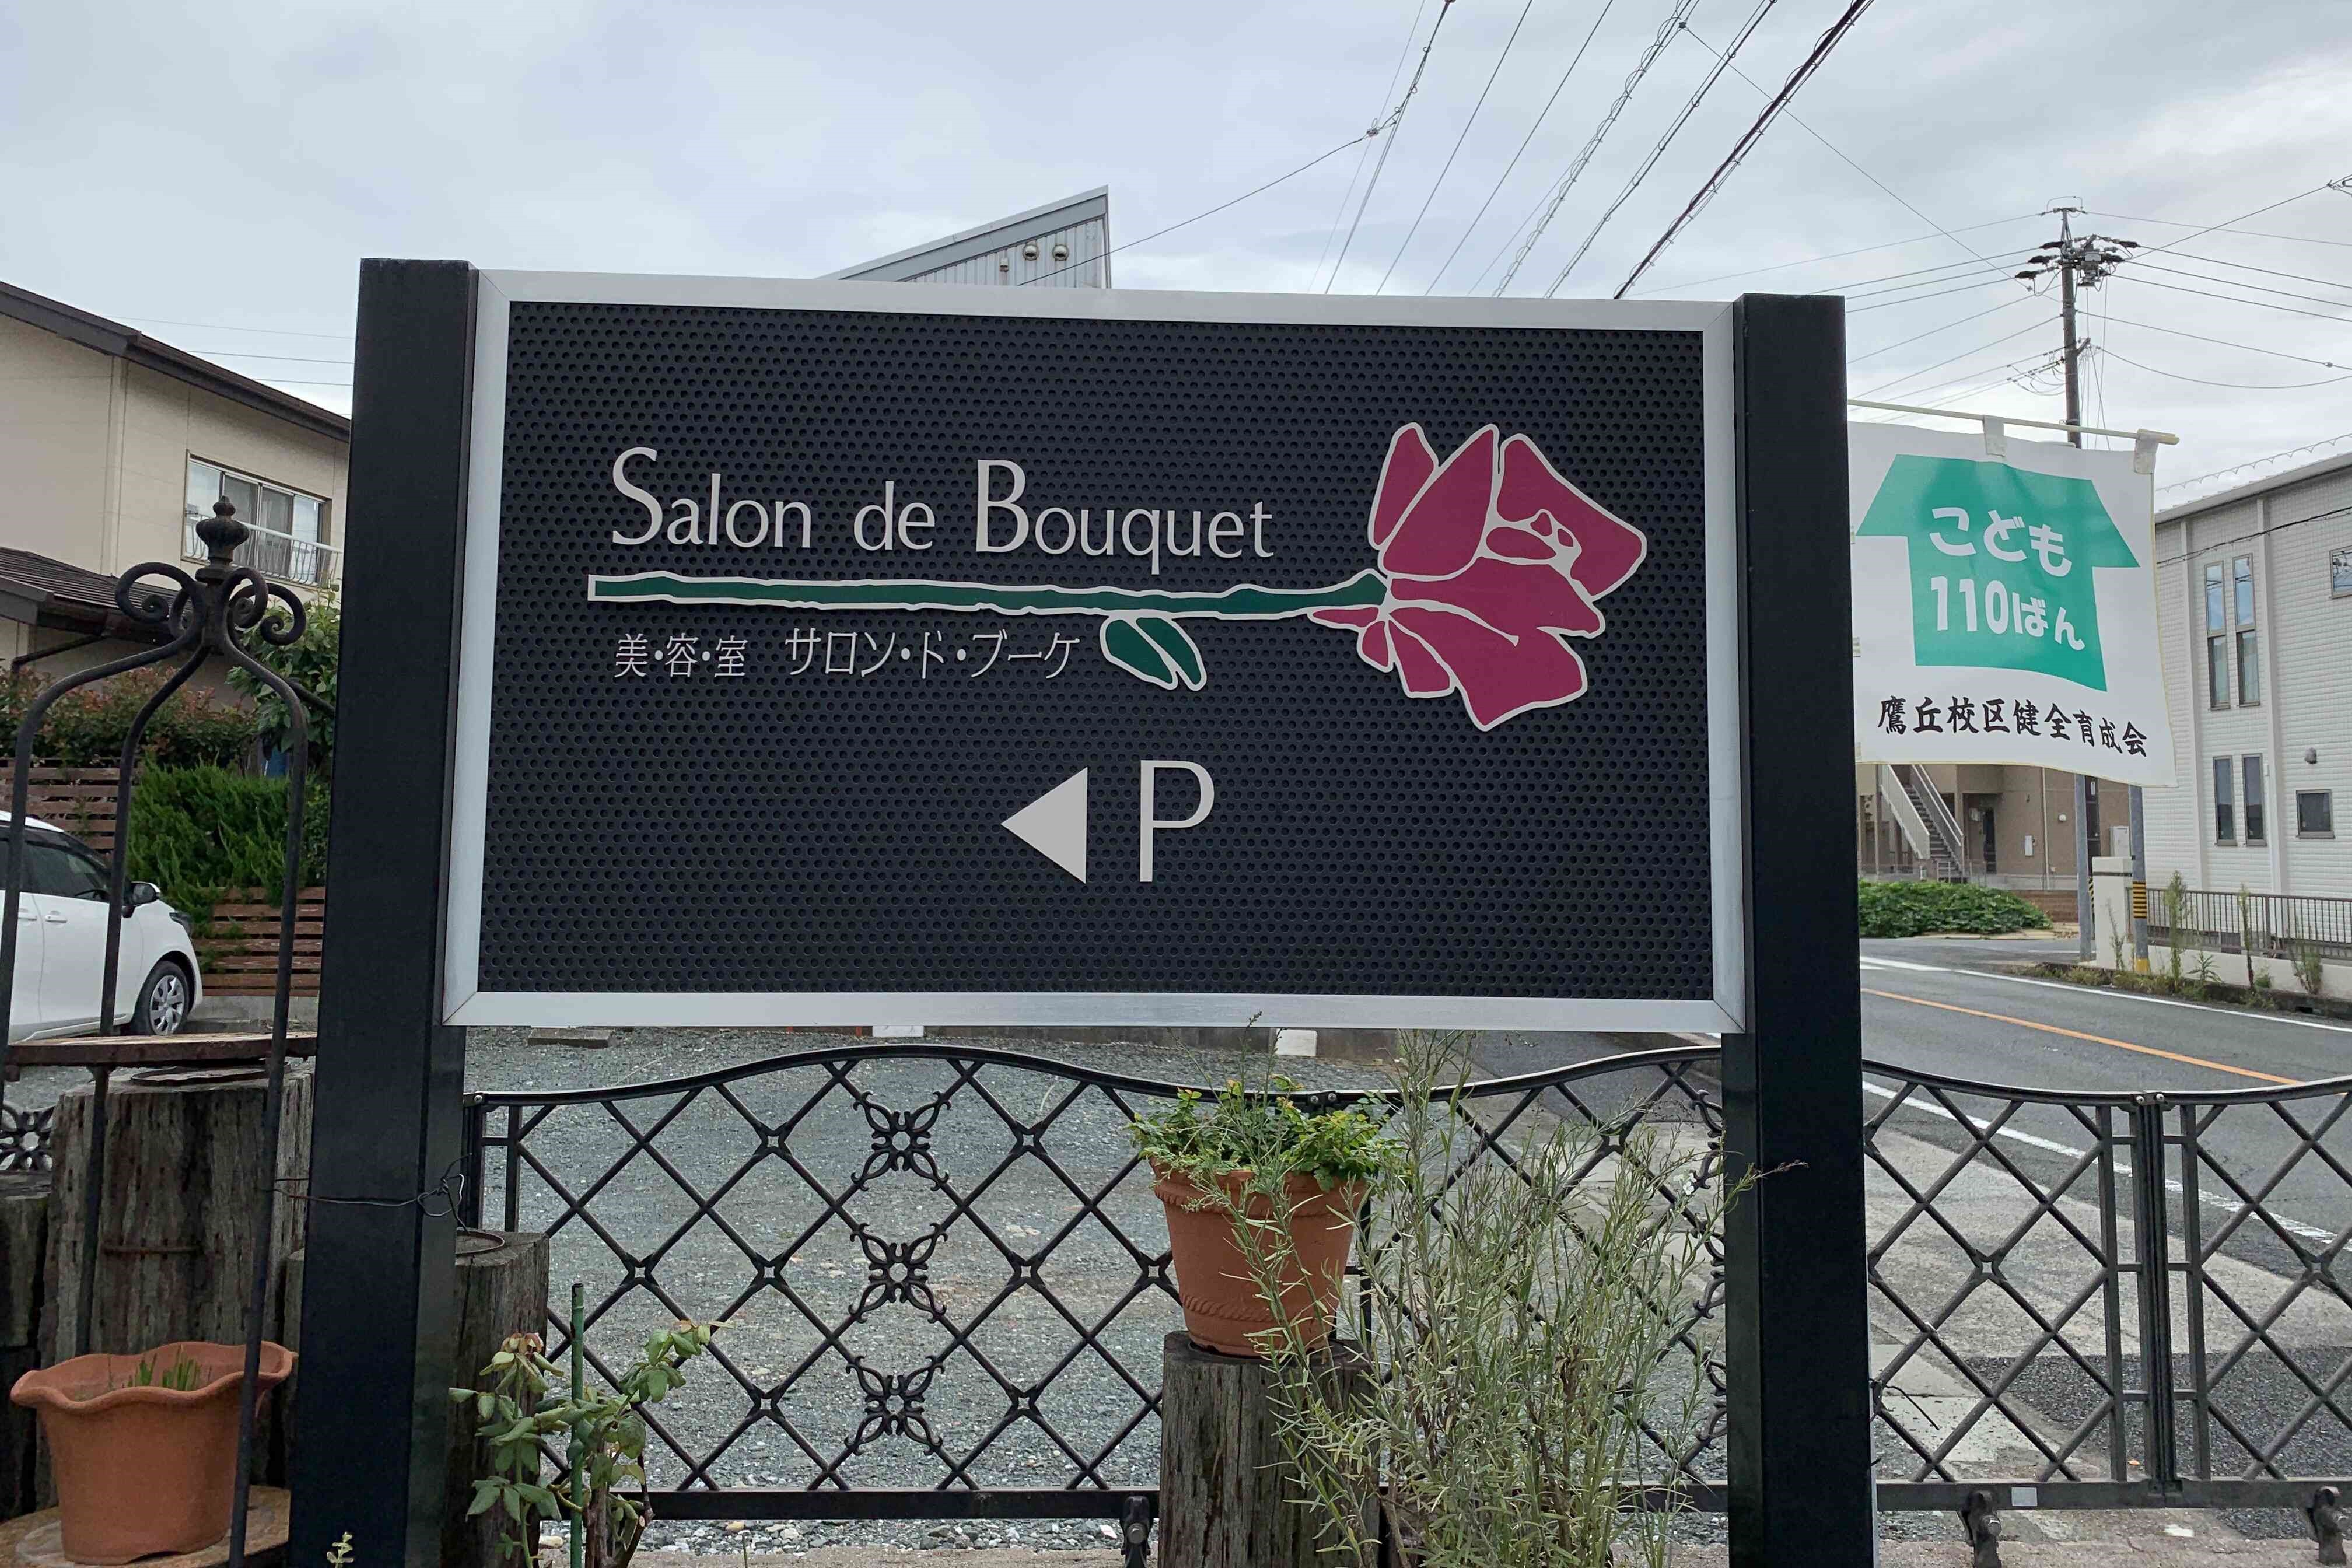 Salon de Bouquet
美・容・室 サロン・ド・ブーケ
◀ P
こども
110ばん
鷹丘校区健全育成会